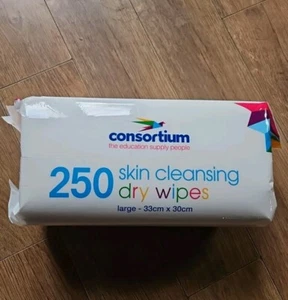 consortium
the education supply people
250 skin cleansing
dry wipes
large - 33cm x 30cm